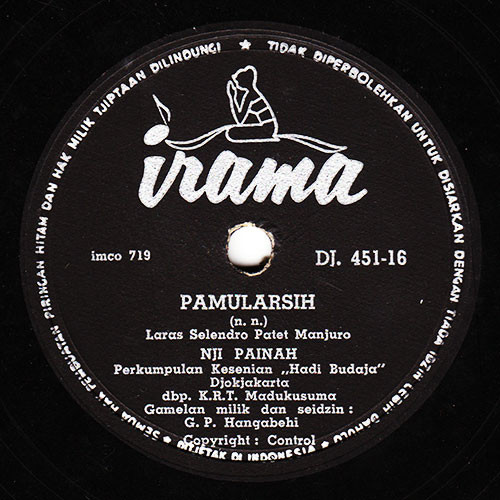 SEMUA HAK PEMBUATAN PIRINGAN HITAM DAN HAK MILIK TJIPTAAN DILINDUNGI ★ TIDAK DIPERBOLEHKAN UNTUK DISIARKAN DENGAN TIADA IDZIN LEBIH DAHULU ★
irama
imco 719
DJ. 451-16
PAMULARSIH
(n. n.)
Laras Selendro Patet Manjuro
NJI PAINAH
Perkumpulan Kesenian „Hadi Budaja”
Djokjakarta
dbp. K.R.T. Madukusuma
Gamelan milik dan seidzin :
G. P. Hangabehi
Copyright : Control
★ DITJETAK DI INDONESIA ★